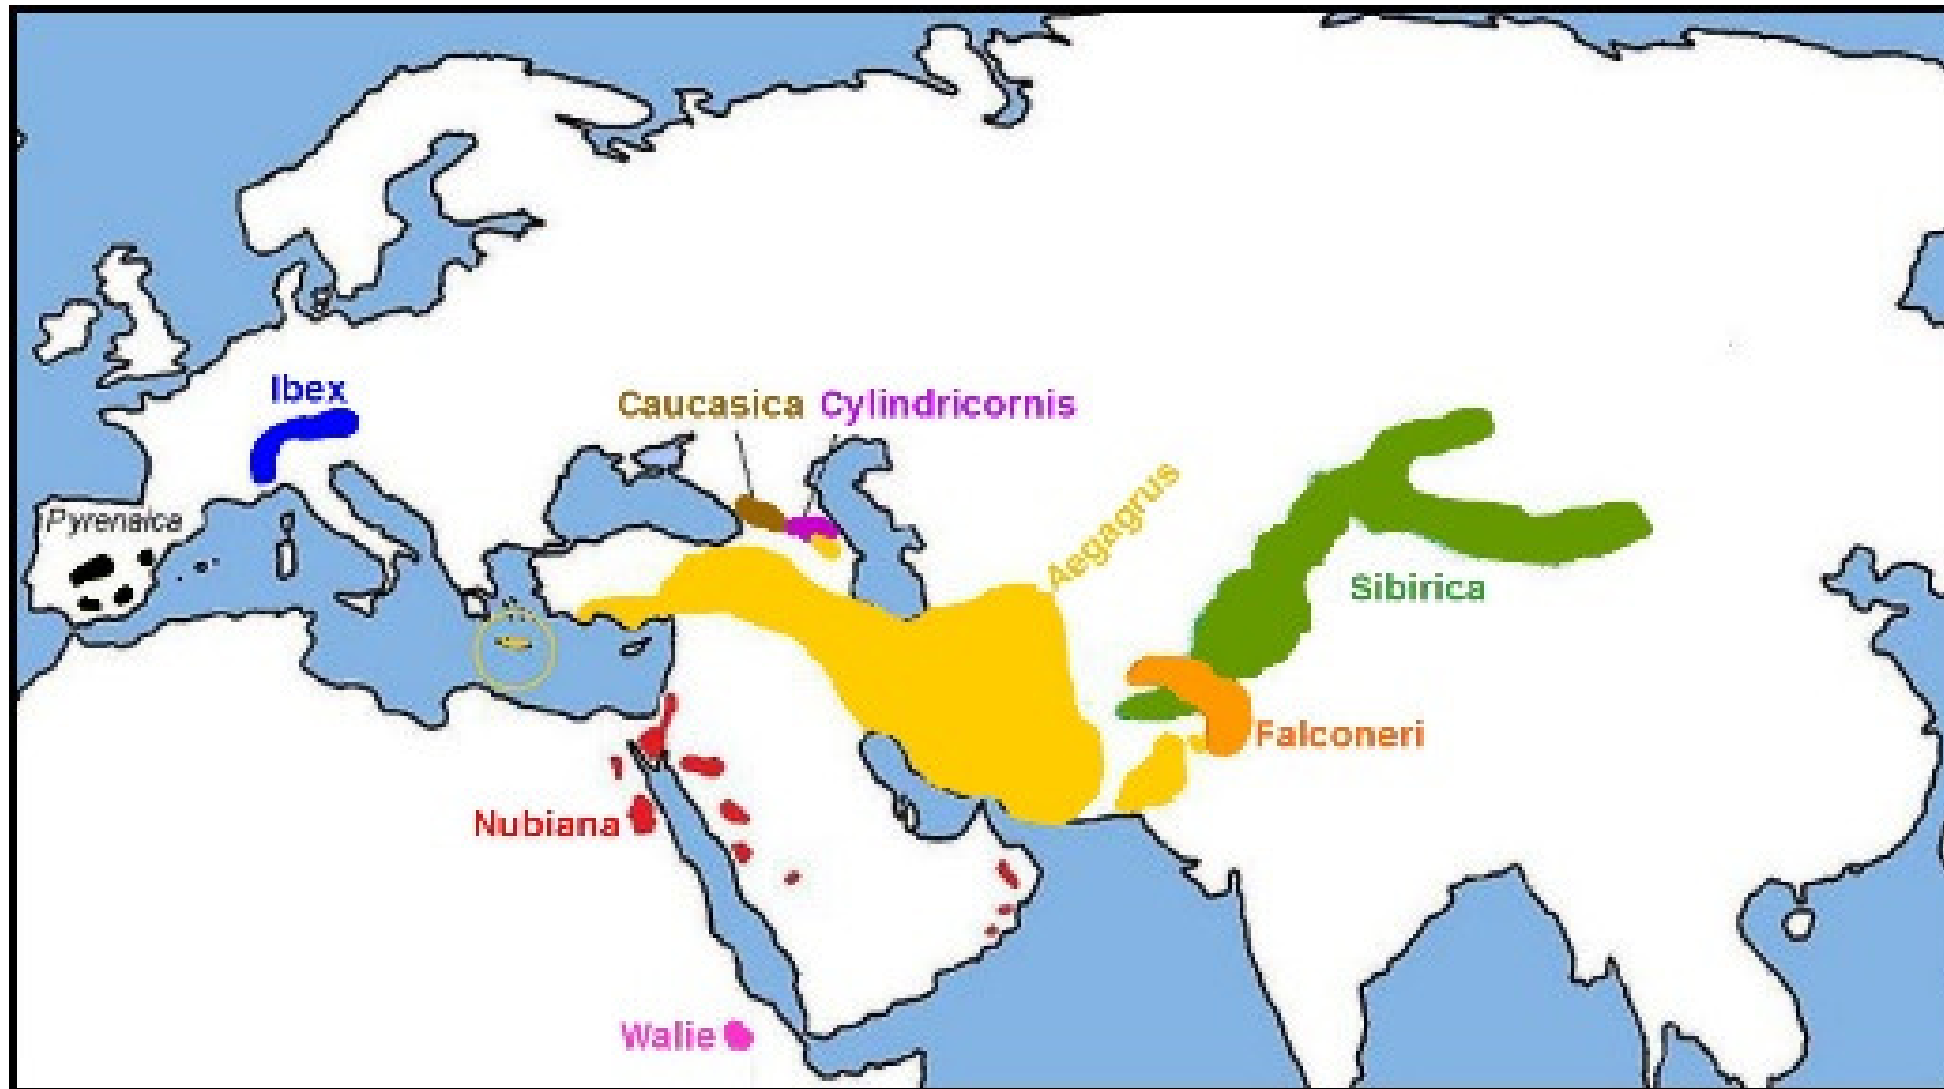 Ibex
Caucasica
Cylindricornis
Aegagrus
Pyrenaica
Sibirica
Falconeri
Nubiana
Walie